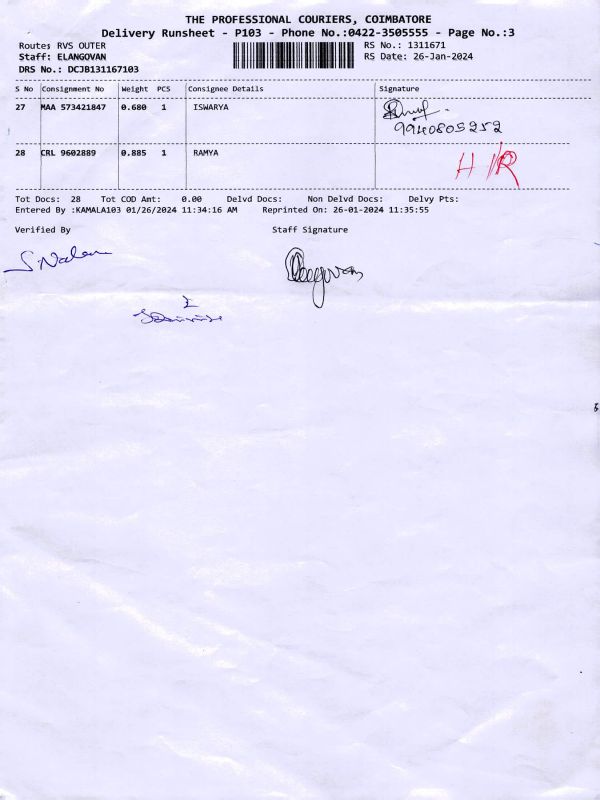 THE PROFESSIONAL COURIERS, COIMBATORE
Delivery Runsheet - P103 - Phone No.:0422-3505555 - Page No.:3
Route: RVS OUTER RS No.: 1311671
Staff: ELANGOVAN RS Date: 26-Jan-2024
DRS No.: DCJB131167103
S No Consignment No Weight PCS Consignee Details Signature
27 MAA 573421847 0.680 1 ISWARYA
9940805252
28 CRL 9602889 0.885 1 RAMYA
Tot Docs: 28 Tot COD Amt: 0.00 Delvd Docs: Non Delvd Docs: Delvy Pts:
Entered By :KAMALA103 01/26/2024 11:34:16 AM Reprinted On: 26-01-2024 11:35:55
Verified By Staff Signature